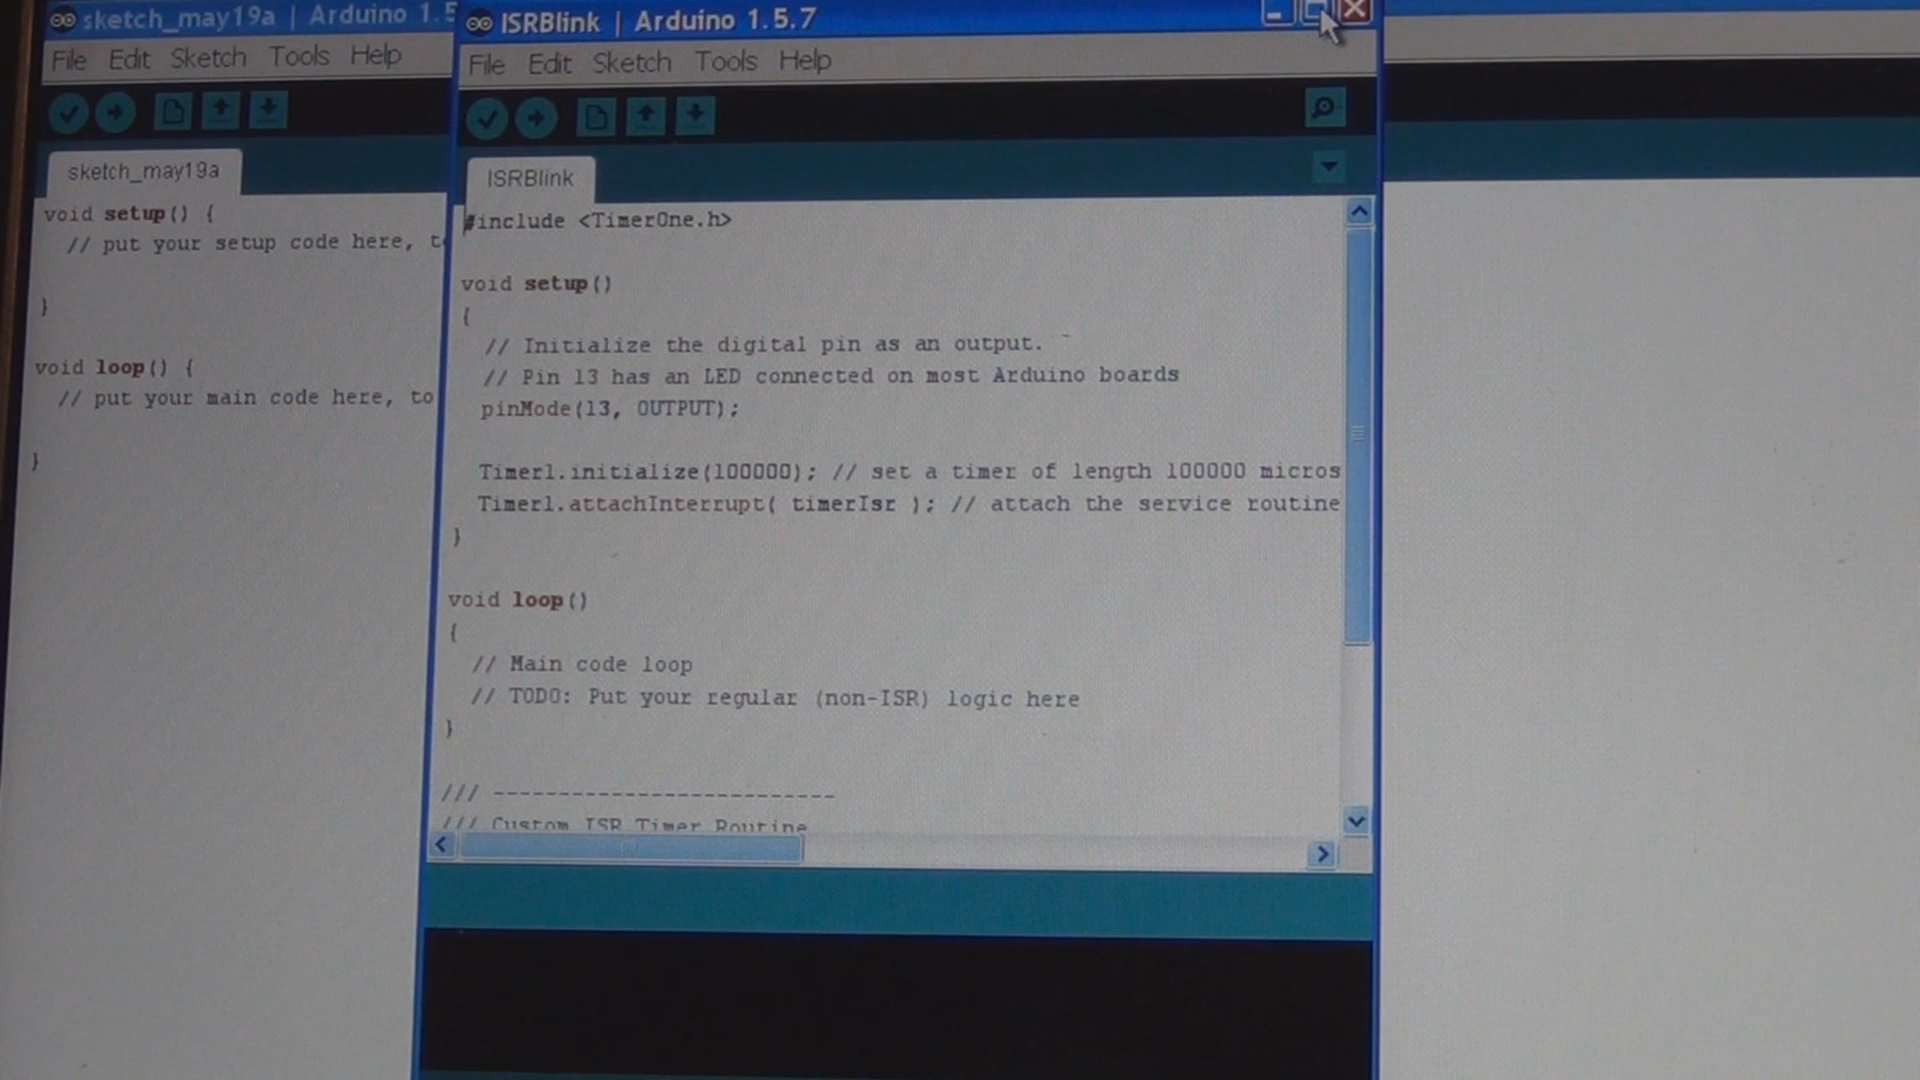 sketch_may19a | Arduino 1.5
File Edit Sketch Tools Help
sketch_may19a
void setup() {
// put your setup code here, t
}
void loop() {
// put your main code here, to
}
ISRBlink | Arduino 1.5.7
File Edit Sketch Tools Help
ISRBlink
#include <TimerOne.h>
void setup()
{
// Initialize the digital pin as an output.
// Pin 13 has an LED connected on most Arduino boards
pinMode(13, OUTPUT);
Timer1.initialize(100000); // set a timer of length 100000 micros
Timer1.attachInterrupt( timerIsr ); // attach the service routine
}
void loop()
{
// Main code loop
// TODO: Put your regular (non-ISR) logic here
}
/// --------------------------
/// Custom ISR Timer Routine